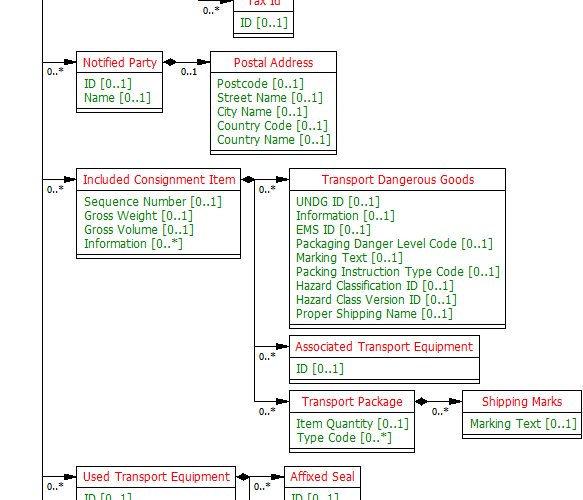 Tax Id
0..*
ID [0..1]
Notified Party
Postal Address
0..*
0..1
ID [0..1]
Name [0..1]
Postcode [0..1]
Street Name [0..1]
City Name [0..1]
Country Code [0..1]
Country Name [0..1]
Included Consignment Item
Transport Dangerous Goods
0..*
0..*
Sequence Number [0..1]
Gross Weight [0..1]
Gross Volume [0..1]
Information [0..*]
UNDG ID [0..1]
Information [0..1]
EMS ID [0..1]
Packaging Danger Level Code [0..1]
Marking Text [0..1]
Packing Instruction Type Code [0..1]
Hazard Classification ID [0..1]
Hazard Class Version ID [0..1]
Proper Shipping Name [0..1]
Associated Transport Equipment
0..*
ID [0..1]
Transport Package
Shipping Marks
0..*
0..*
Item Quantity [0..1]
Type Code [0..*]
Marking Text [0..1]
Used Transport Equipment
Affixed Seal
0..*
0..*
ID [0..1]
ID [0..1]